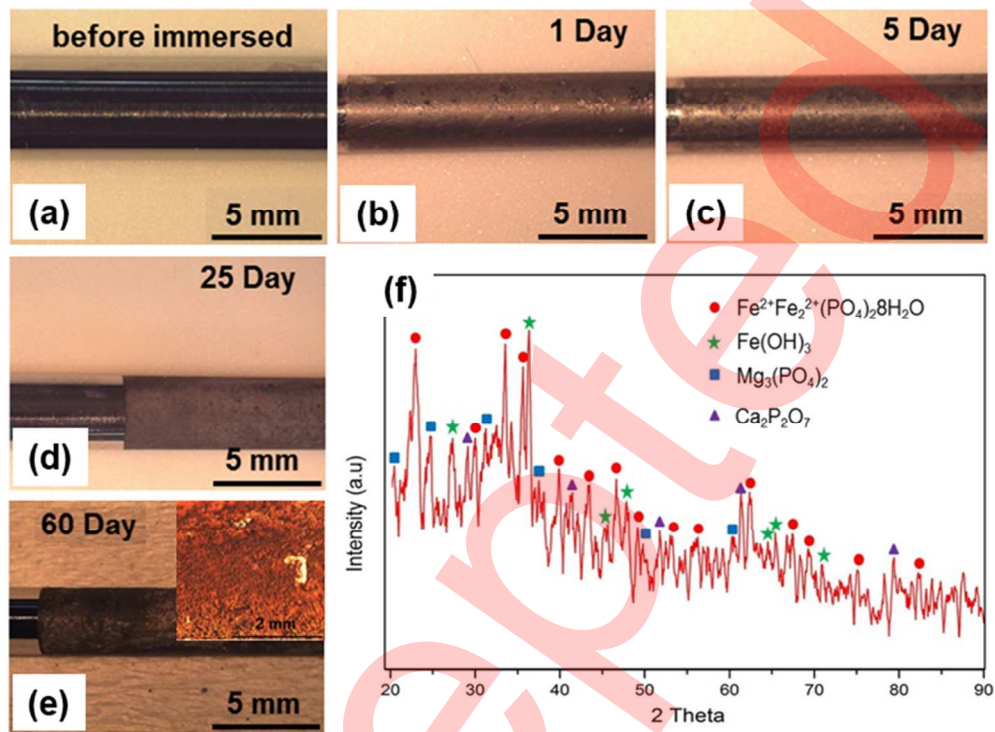 before immersed
(a)
5 mm
1 Day
(b)
5 mm
5 Day
(c)
5 mm
25 Day
(d)
5 mm
60 Day
2 mm
(e)
5 mm
(f)
Fe²⁺Fe₂²⁺(PO₄)₂8H₂O
Fe(OH)₃
Mg₃(PO₄)₂
Ca₂P₂O₇
Intensity (a.u)
20 30 40 50 60 70 80 90
2 Theta
epted